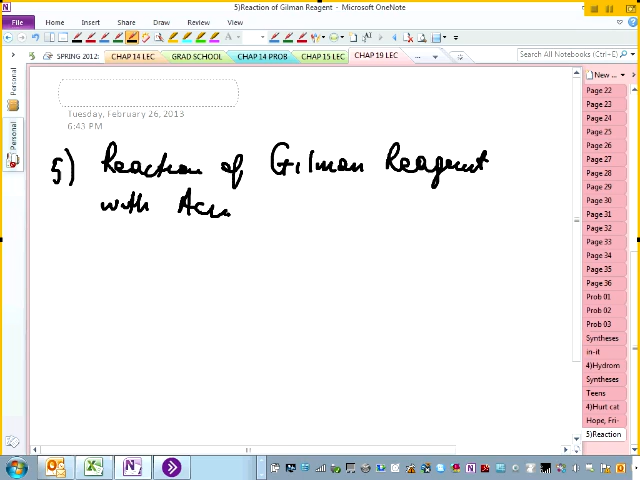 5)Reaction of Gilman Reagent - Microsoft OneNote
File Home Insert Share Draw Review View
SPRING 2012: CHAP 14 LEC GRAD SCHOOL CHAP 14 PROB CHAP 15 LEC CHAP 19 LEC ... Search All Notebooks (Ctrl+E)
Personal
Personal
Tuesday, February 26, 2013
6:43 PM
5) Reaction of Gilman Reagent
with
New ...
Page 22
Page 23
Page 24
Page 25
Page 26
Page 27
Page 28
Page 29
Page 30
Page 31
Page 32
Page 33
Page 34
Page 35
Page.36
Prob 01
Prob 02
Prob 03
Syntheses
in-it
4)Hydrom
Syntheses
Teens
4)Hurt cat
Hope, Fri-
5)Reaction